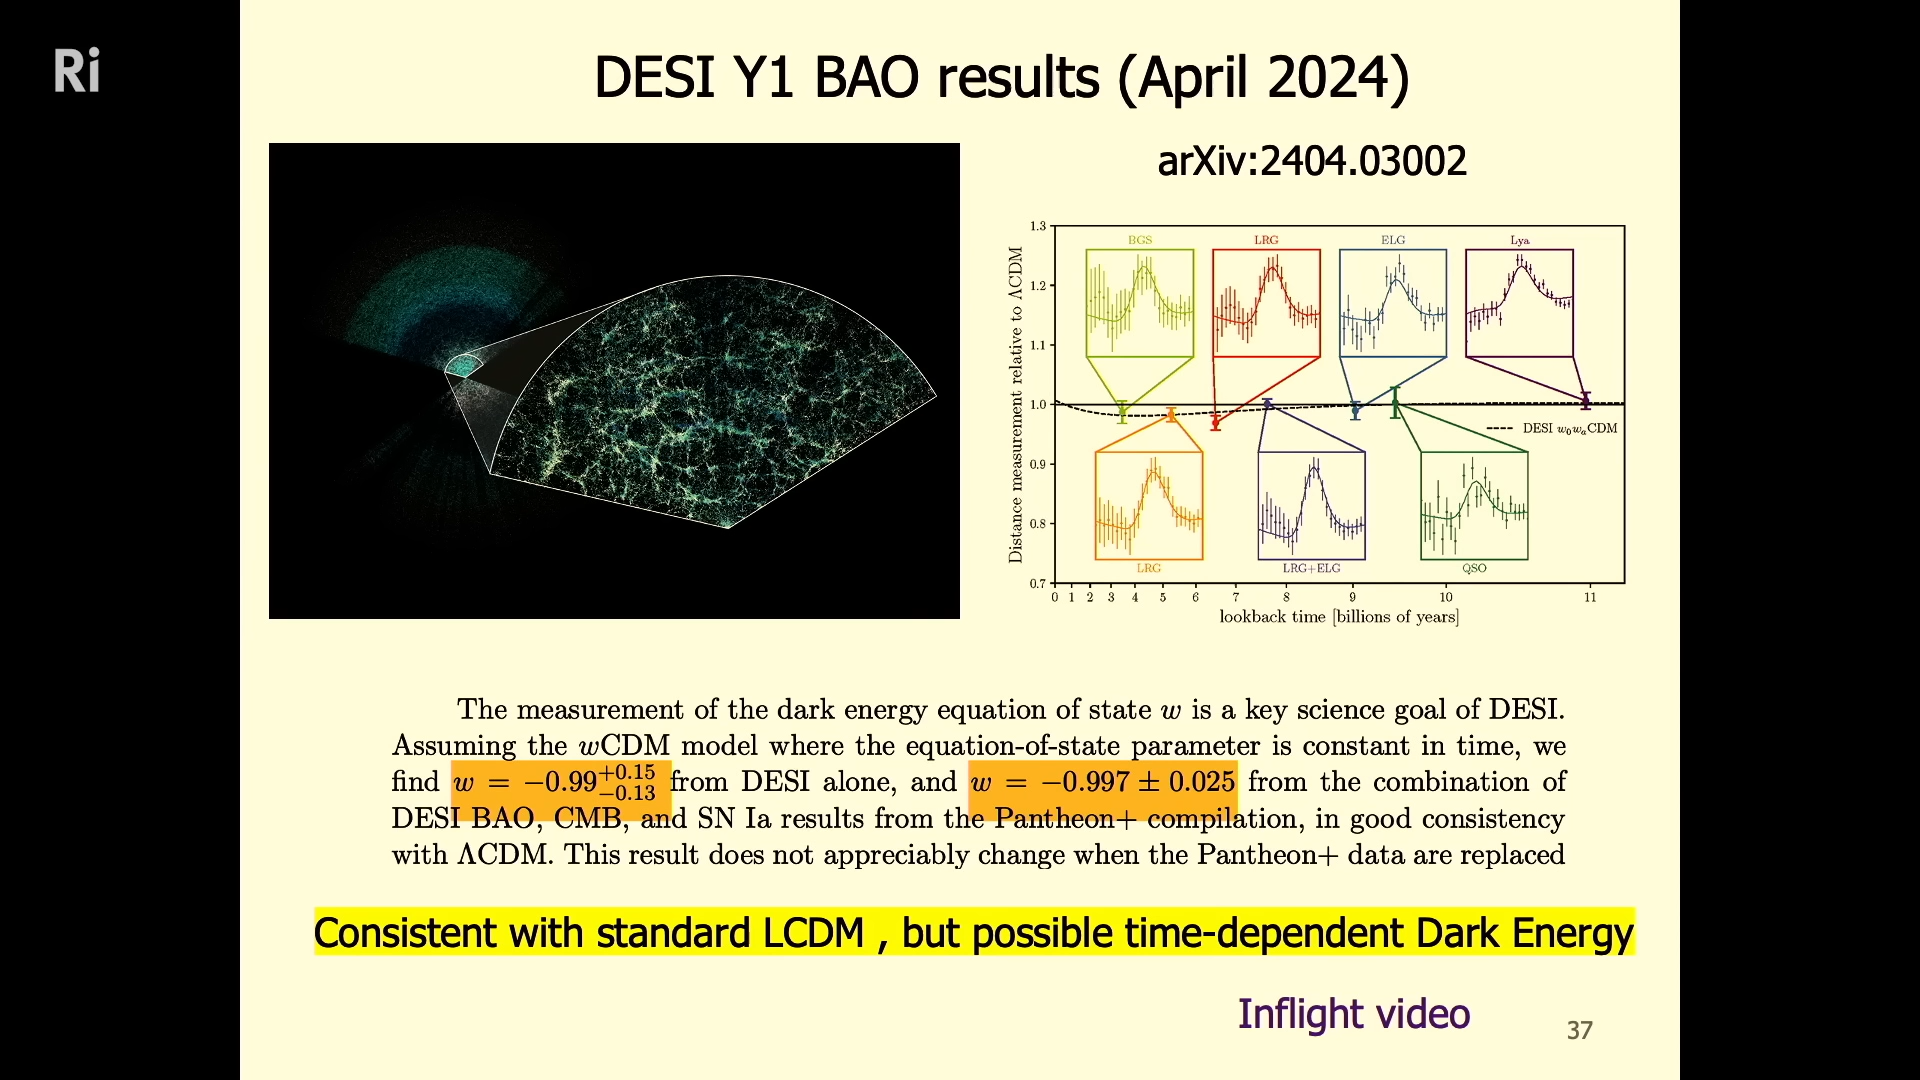 Ri
DESI Y1 BAO results (April 2024)
arXiv:2404.03002
Distance measurement relative to ΛCDM
1.3
1.2
1.1
1.0
0.9
0.8
0.7
BGS
LRG
ELG
Lya
DESI w₀wₐCDM
LRG
LRG+ELG
QSO
0 1 2 3 4 5 6 7 8 9 10 11
lookback time [billions of years]
The measurement of the dark energy equation of state w is a key science goal of DESI.
Assuming the wCDM model where the equation-of-state parameter is constant in time, we
find w = −0.99+0.15−0.13 from DESI alone, and w = −0.997 ± 0.025 from the combination of
DESI BAO, CMB, and SN Ia results from the Pantheon+ compilation, in good consistency
with ΛCDM. This result does not appreciably change when the Pantheon+ data are replaced
Consistent with standard LCDM , but possible time-dependent Dark Energy
Inflight video
37